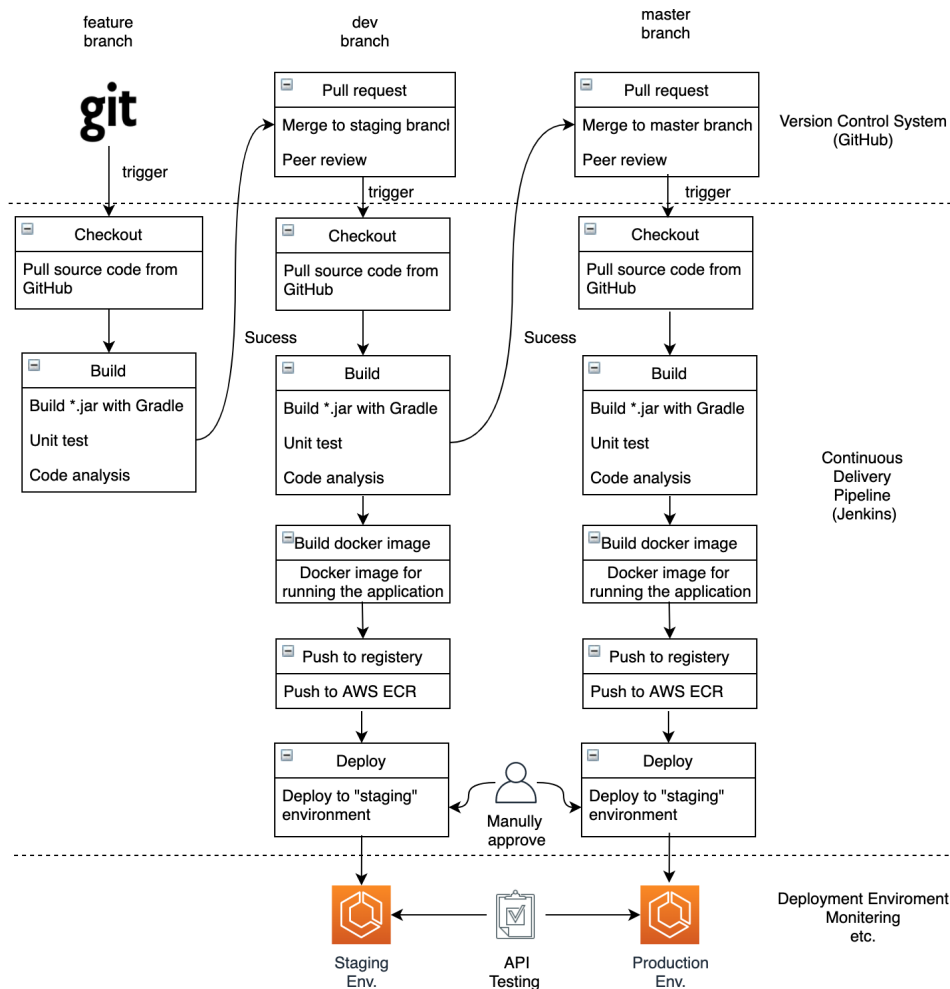 feature
branch
dev
branch
master
branch
git
trigger
Pull request
Merge to staging branch
Peer review
trigger
Pull request
Merge to master branch
Peer review
trigger
Version Control System
(GitHub)
Checkout
Pull source code from
GitHub
Checkout
Pull source code from
GitHub
Checkout
Pull source code from
GitHub
Sucess
Sucess
Build
Build *.jar with Gradle
Unit test
Code analysis
Build
Build *.jar with Gradle
Unit test
Code analysis
Build
Build *.jar with Gradle
Unit test
Code analysis
Continuous
Delivery
Pipeline
(Jenkins)
Build docker image
Docker image for
running the application
Build docker image
Docker image for
running the application
Push to registery
Push to AWS ECR
Push to registery
Push to AWS ECR
Deploy
Deploy to "staging"
environment
Manully
approve
Deploy
Deploy to "staging"
environment
Staging
Env.
API
Testing
Production
Env.
Deployment Enviroment
Monitering
etc.